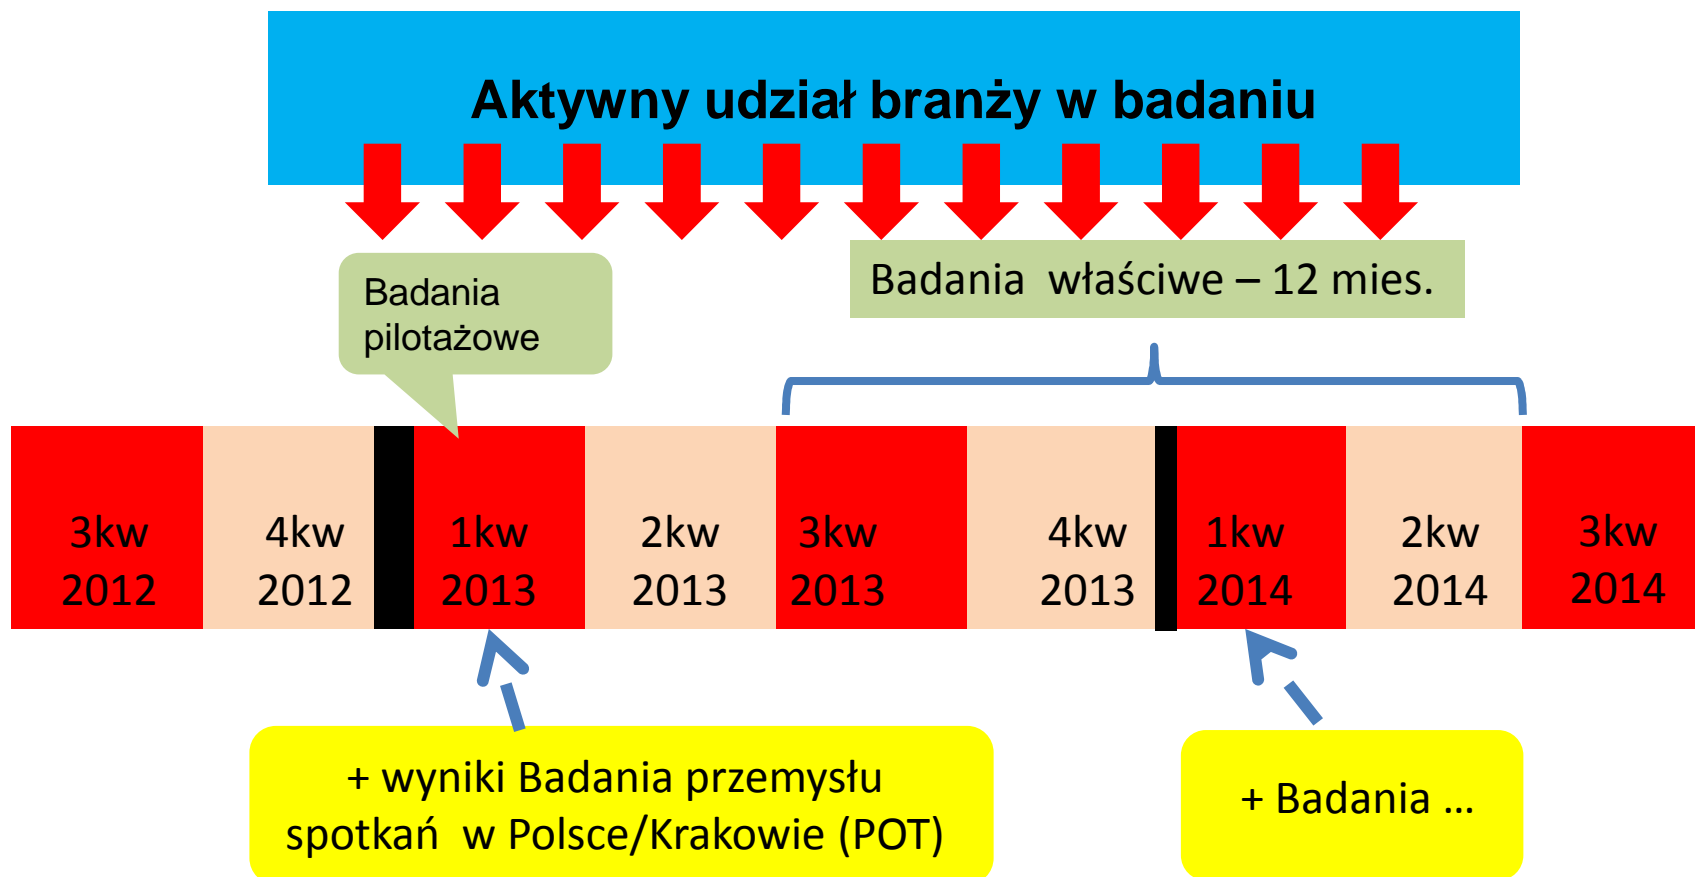 Aktywny udział branży w badaniu
Badania
pilotażowe
Badania  właściwe – 12 mies.
3kw
2012
4kw
2012
1kw
2013
2kw
2013
3kw
2013
4kw
2013
1kw
2014
2kw
2014
3kw
2014
+ wyniki Badania przemysłu
spotkań  w Polsce/Krakowie (POT)
+ Badania ...